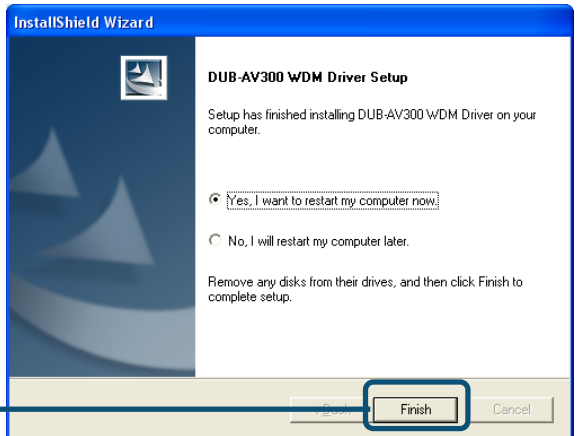 InstallShield Wizard
DUB-AV300 WDM Driver Setup
Setup has finished installing DUB-AV300 WDM Driver on your
computer.
Yes, I want to restart my computer now.
No, I will restart my computer later.
Remove any disks from their drives, and then click Finish to
complete setup.
Finish Cancel